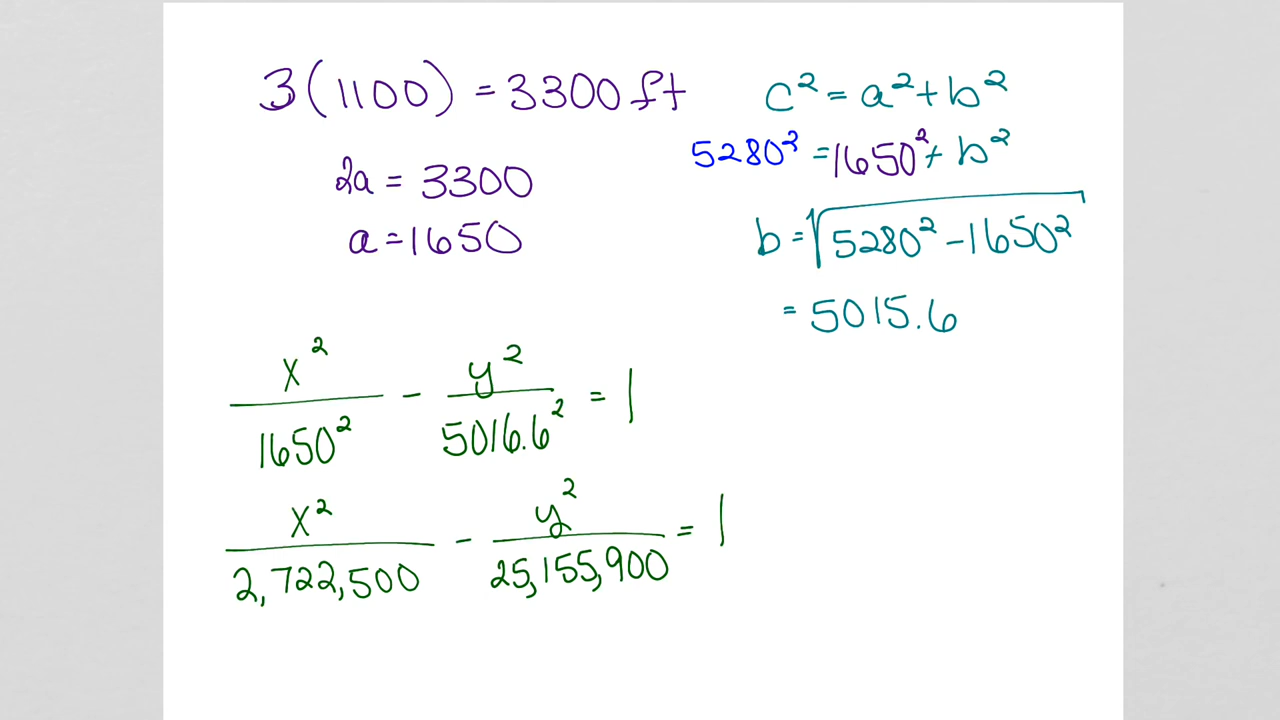 3(1100) = 3300 ft
2a = 3300
a = 1650
c² = a² + b²
5280² = 1650² + b²
b = √(5280² - 1650²)
= 5015.6
x²/1650² - y²/5016.6² = 1
x²/2,722,500 - y²/25,155,900 = 1